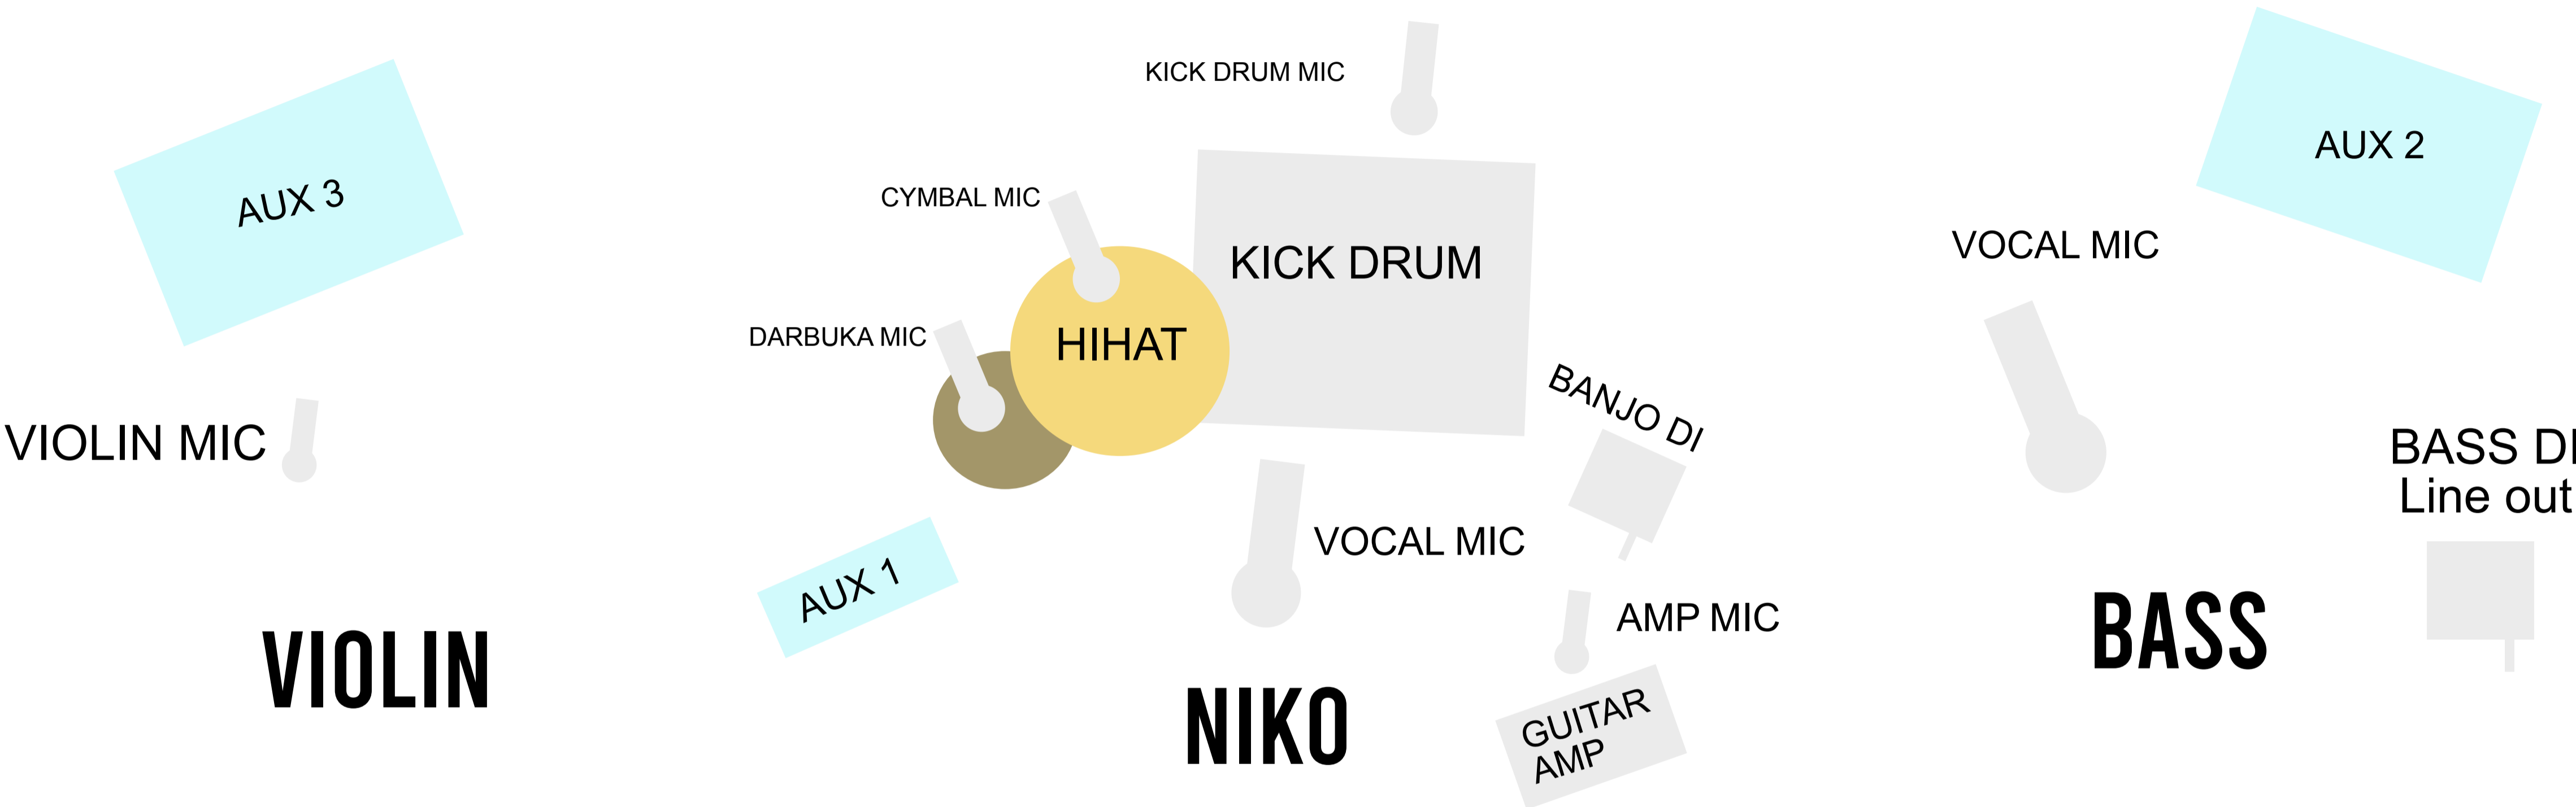 KICK DRUM MIC
AUX 2
AUX 3
CYMBAL MIC
KICK DRUM
VOCAL MIC
DARBUKA MIC
HIHAT
BANJO DI
VIOLIN MIC
BASS DI
Line out
VOCAL MIC
AUX 1
AMP MIC
VIOLIN
BASS
NIKO
GUITAR
AMP